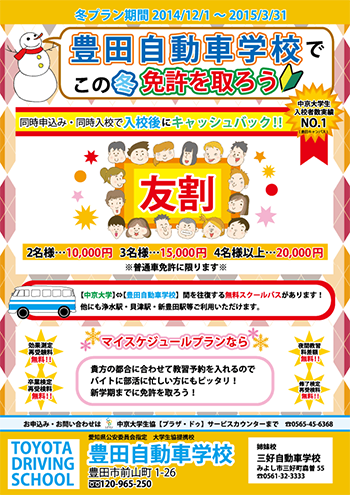 冬プラン期間 2014/12/1 ～ 2015/3/31
豊田自動車学校で
この冬 免許を取ろう
中京大学生
入校者数実績
NO.1
同時申込み・同時入校で入校後にキャッシュバック!!
友割
2名様…10,000円 3名様…15,000円 4名様以上…20,000円
※普通車免許に限ります※
【中京大学】⇔【豊田自動車学校】間を往復する無料スクールバスがあります！
他にも浄水駅・貝津駅・新豊田駅等ご利用いただけます。
マイスケジュールプランなら
効果測定
再受験料
無料!!
卒業検定
再受験料
無料!!
貴方の都合に合わせて教習予約を入れるので
バイトに部活に忙しい方にもピッタリ！
新学期までに免許を取ろう！
夜間教習
料差額
無料!!
修了検定
再受験料
無料!!
お申込み・お問い合わせは 中京大学生協「プラザ・ドゥ」サービスカウンターまで ☎0565-45-6368
TOYOTA
DRIVING
SCHOOL
愛知県公安委員会指定 大学生協提携校
豊田自動車学校
豊田市前山町 1-26
120-965-250
姉妹校
三好自動車学校
みよし市三好町森曽 55
☎0561-32-3333